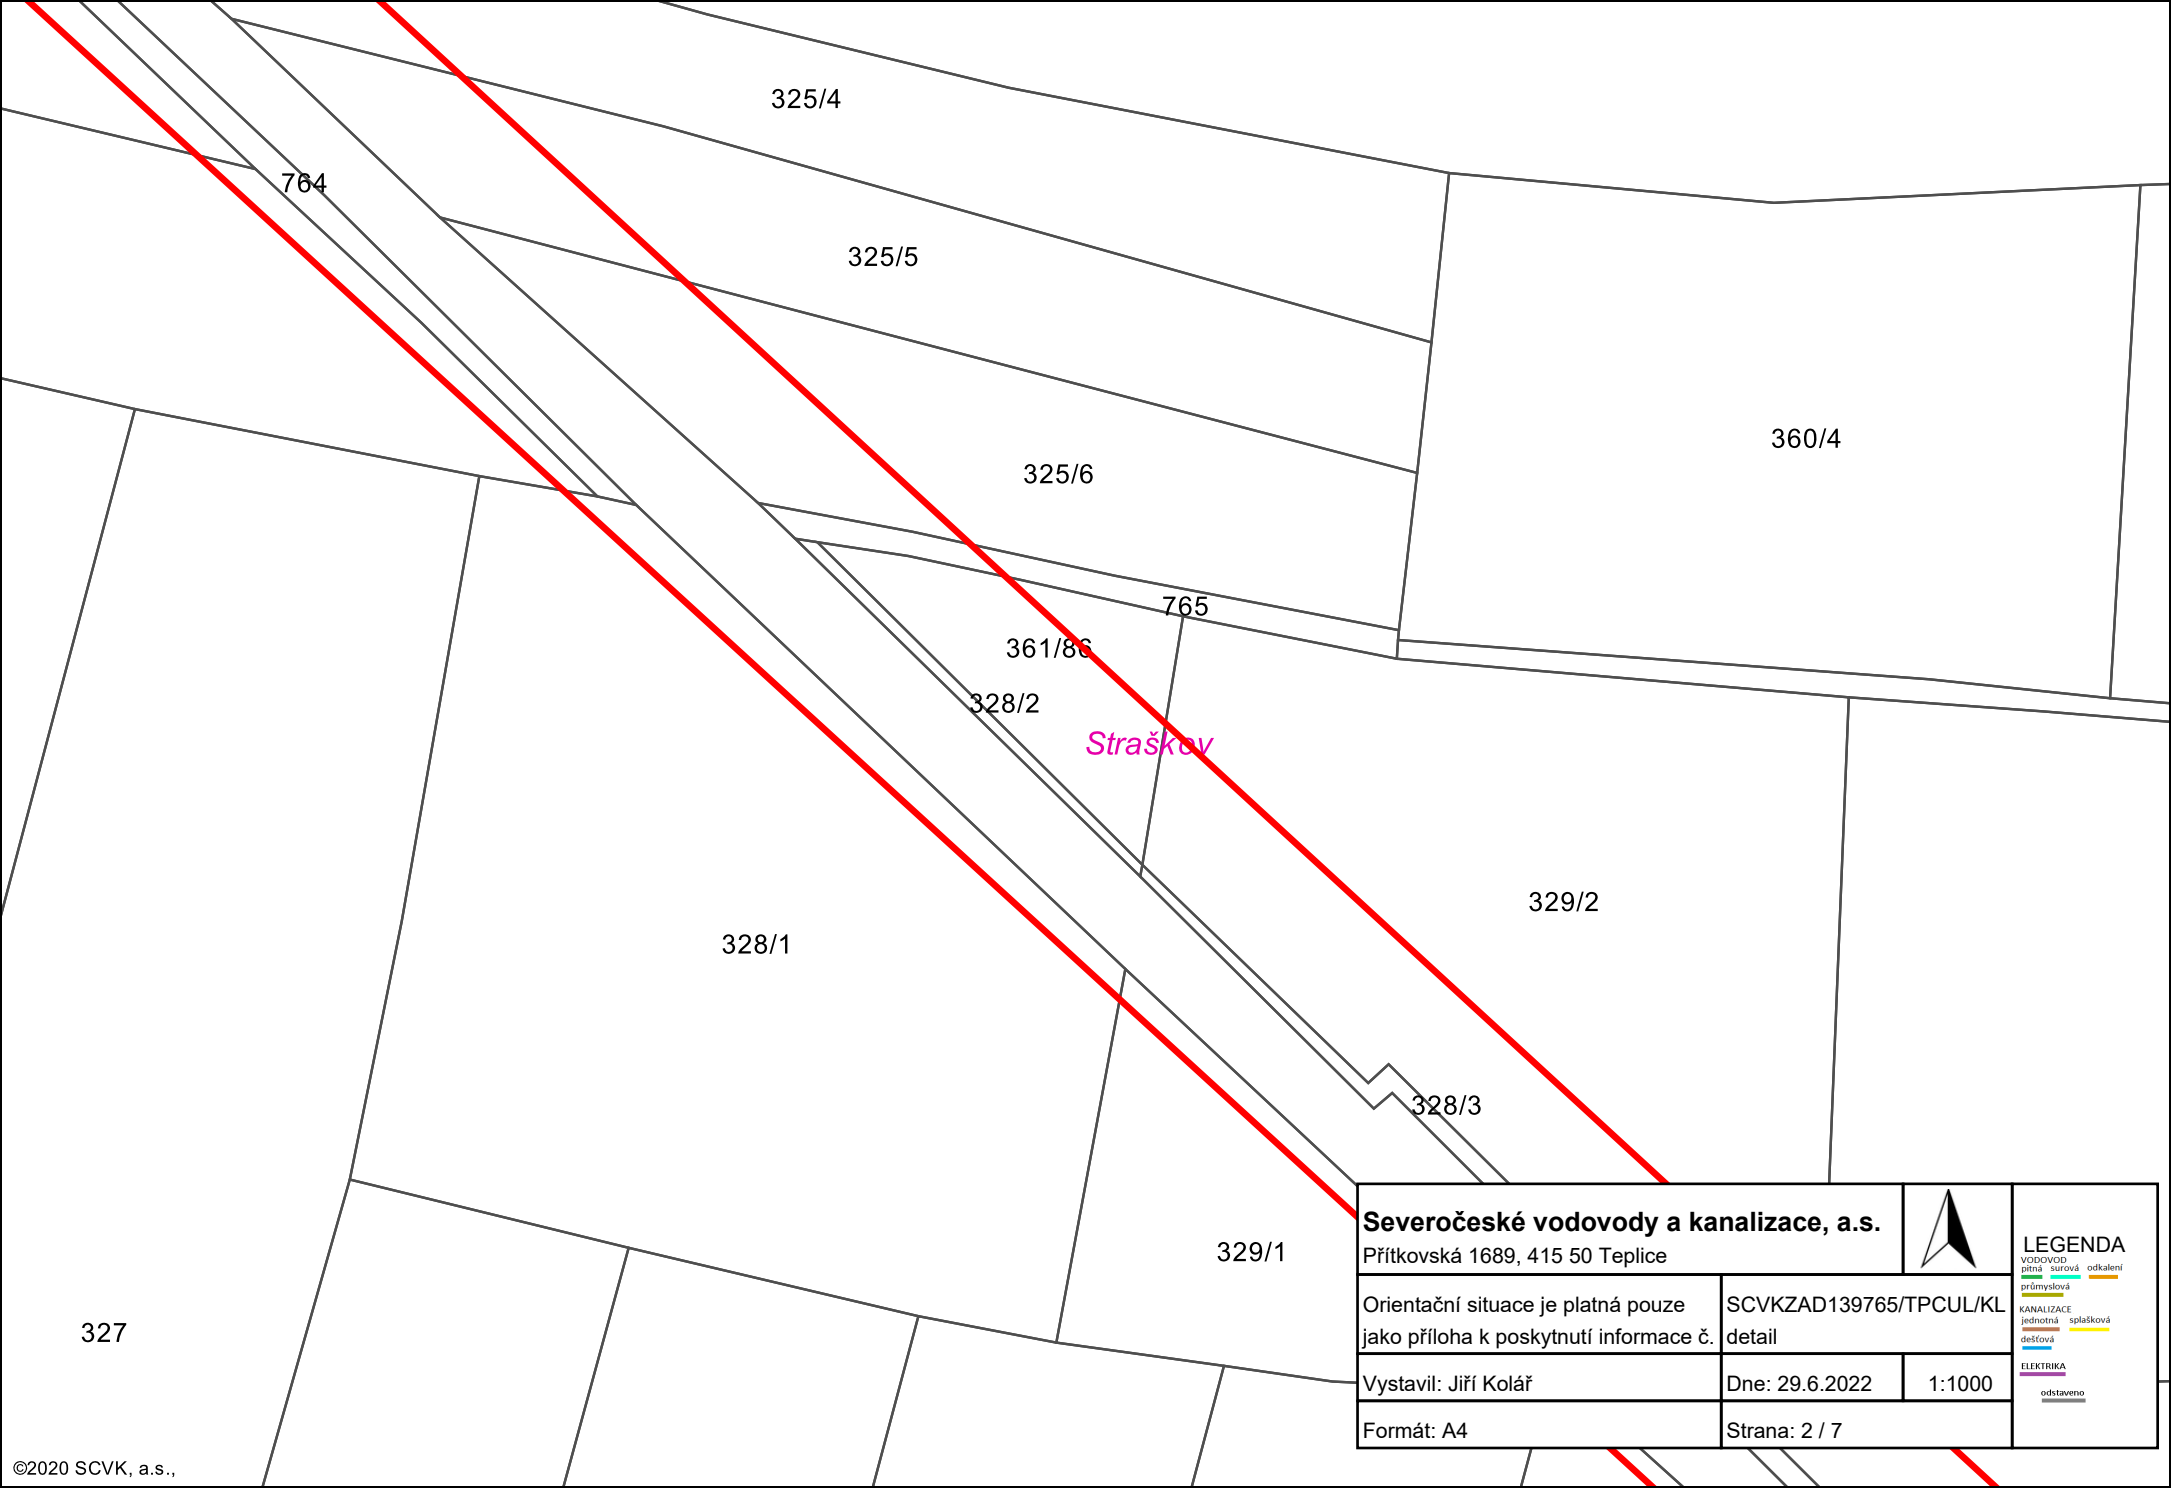 325/4
764
325/5
360/4
325/6
765
361/86
328/2
Straškov
329/2
328/1
328/3
329/1
327
Severočeské vodovody a kanalizace, a.s.
Přítkovská 1689, 415 50 Teplice
Orientační situace je platná pouze
jako příloha k poskytnutí informace č.
SCVKZAD139765/TPCUL/KL
detail
Vystavil: Jiří Kolář
Dne: 29.6.2022
1:1000
Formát: A4
Strana: 2 / 7
LEGENDA
VODOVOD
pitná surová odkalení
průmyslová
KANALIZACE
jednotná splašková
dešťová
ELEKTRIKA
odstaveno
©2020 SCVK, a.s.,